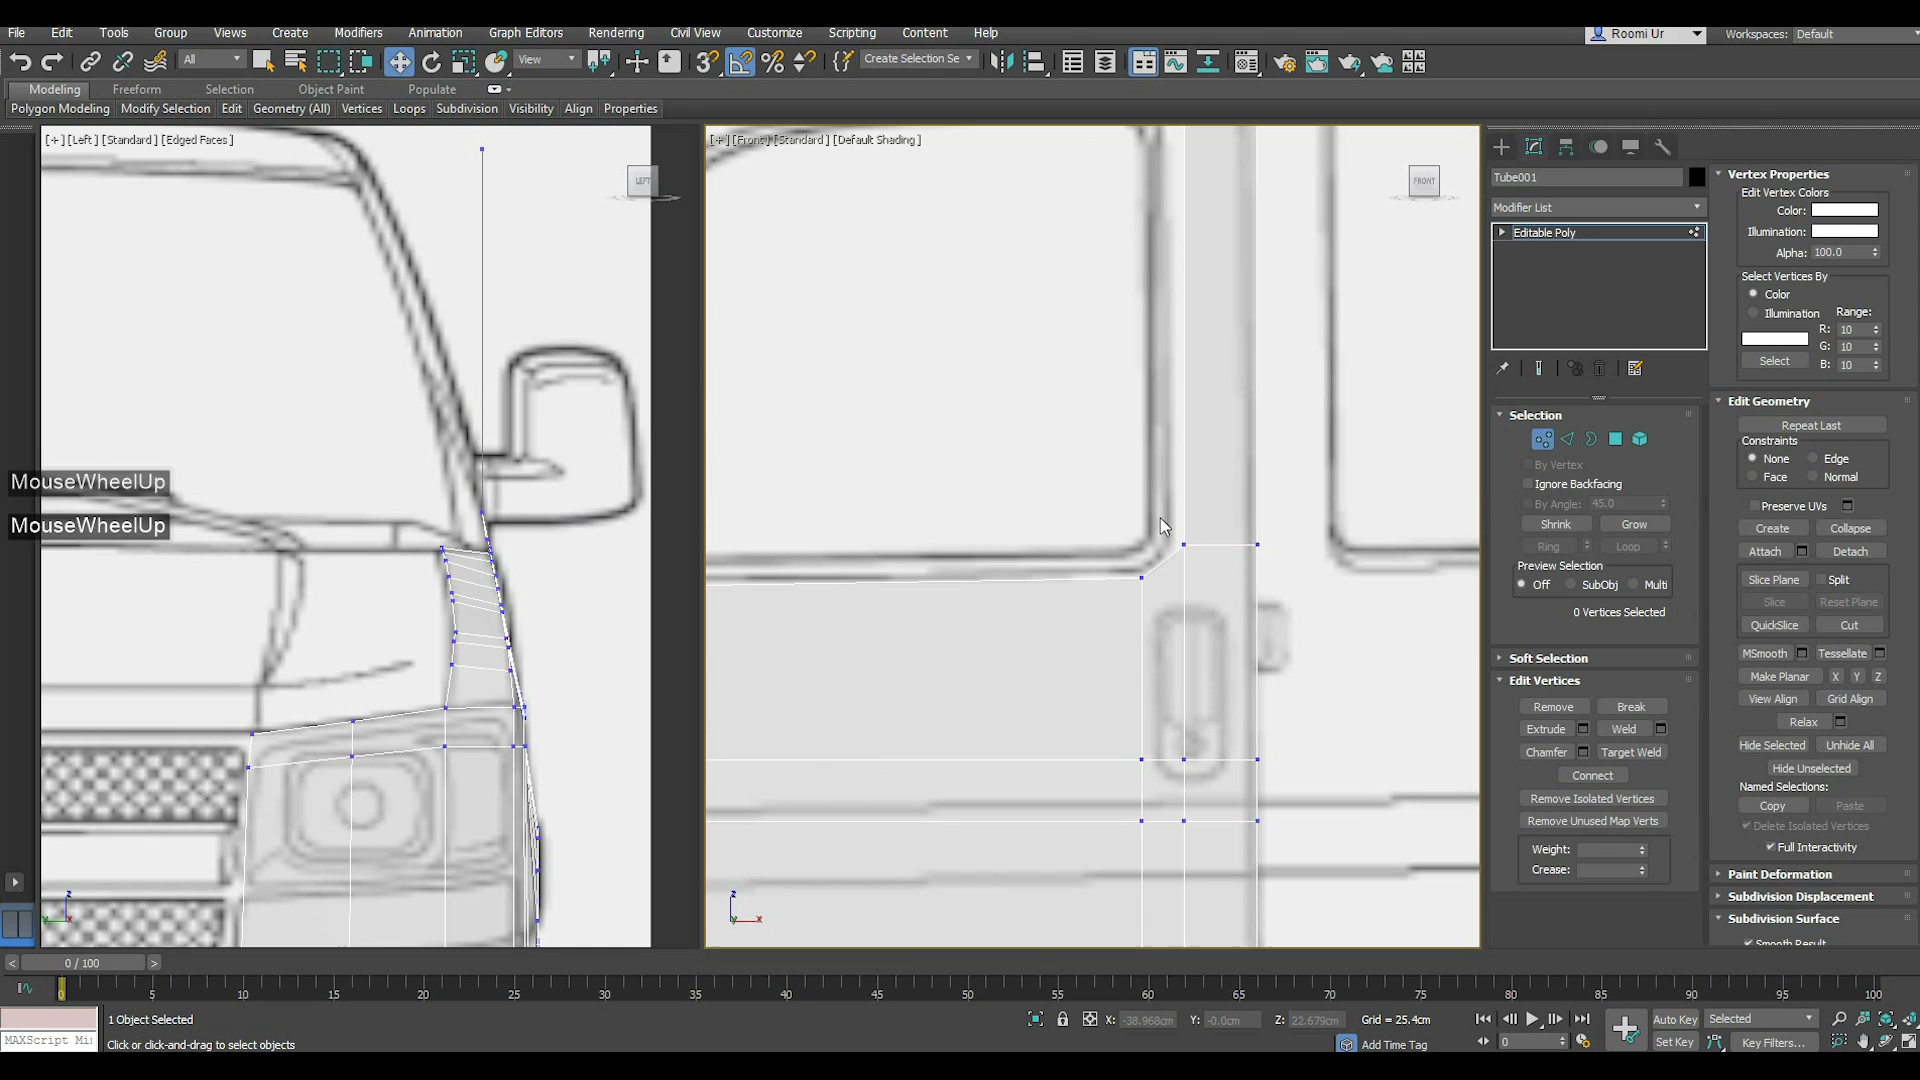 File Edit Tools Group Views Create Modifiers Animation Graph Editors Rendering Civil View Customize Scripting Content Help Roomi Ur Workspaces: Default
All View Create Selection Se
Modeling Freeform Selection Object Paint Populate
Polygon Modeling Modify Selection Edit Geometry (All) Vertices Loops Subdivision Visibility Align Properties
[+] [Left] [Standard] [Edged Faces]
LEFT
[+] [Front] [Standard] [Default Shading]
FRONT
MouseWheelUp
MouseWheelUp
Tube001
Modifier List
Editable Poly
Selection
By Vertex
Ignore Backfacing
By Angle: 45.0
Shrink Grow
Ring Loop
Preview Selection
Off SubObj Multi
0 Vertices Selected
Soft Selection
Edit Vertices
Remove Break
Extrude Weld
Chamfer Target Weld
Connect
Remove Isolated Vertices
Remove Unused Map Verts
Weight:
Crease:
Vertex Properties
Edit Vertex Colors
Color:
Illumination:
Alpha: 100.0
Select Vertices By
Color
Illumination Range:
R: 10
G: 10
Select B: 10
Edit Geometry
Repeat Last
Constraints
None Edge
Face Normal
Preserve UVs
Create Collapse
Attach Detach
Slice Plane Split
Slice Reset Plane
QuickSlice Cut
MSmooth Tessellate
Make Planar X Y Z
View Align Grid Align
Relax
Hide Selected Unhide All
Hide Unselected
Named Selections:
Copy Paste
Delete Isolated Vertices
Full Interactivity
Paint Deformation
Subdivision Displacement
Subdivision Surface
Smooth Result
z y x
z y x
< 0 / 100 >
0 5 10 15 20 25 30 35 40 45 50 55 60 65 70 75 80 85 90 95 100
1 Object Selected X: -38.968cm Y: -0.0cm Z: 22.679cm Grid = 25.4cm Auto Key Selected
MAXScript Mi Click or click-and-drag to select objects Add Time Tag 0 Set Key Key Filters...